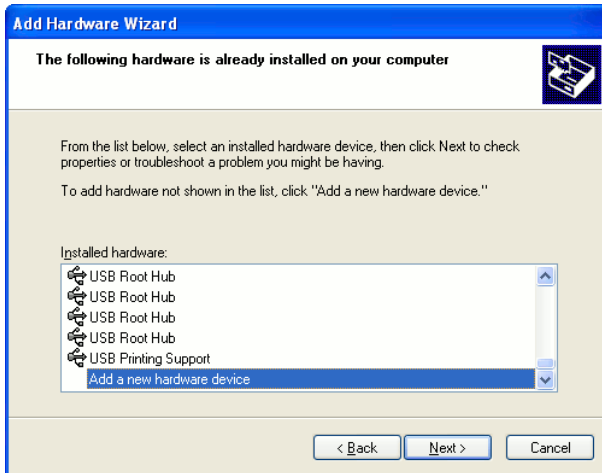 Add Hardware Wizard
The following hardware is already installed on your computer
From the list below, select an installed hardware device, then click Next to check
properties or troubleshoot a problem you might be having.
To add hardware not shown in the list, click "Add a new hardware device."
Installed hardware:
USB Root Hub
USB Root Hub
USB Root Hub
USB Root Hub
USB Printing Support
Add a new hardware device
< Back Next > Cancel